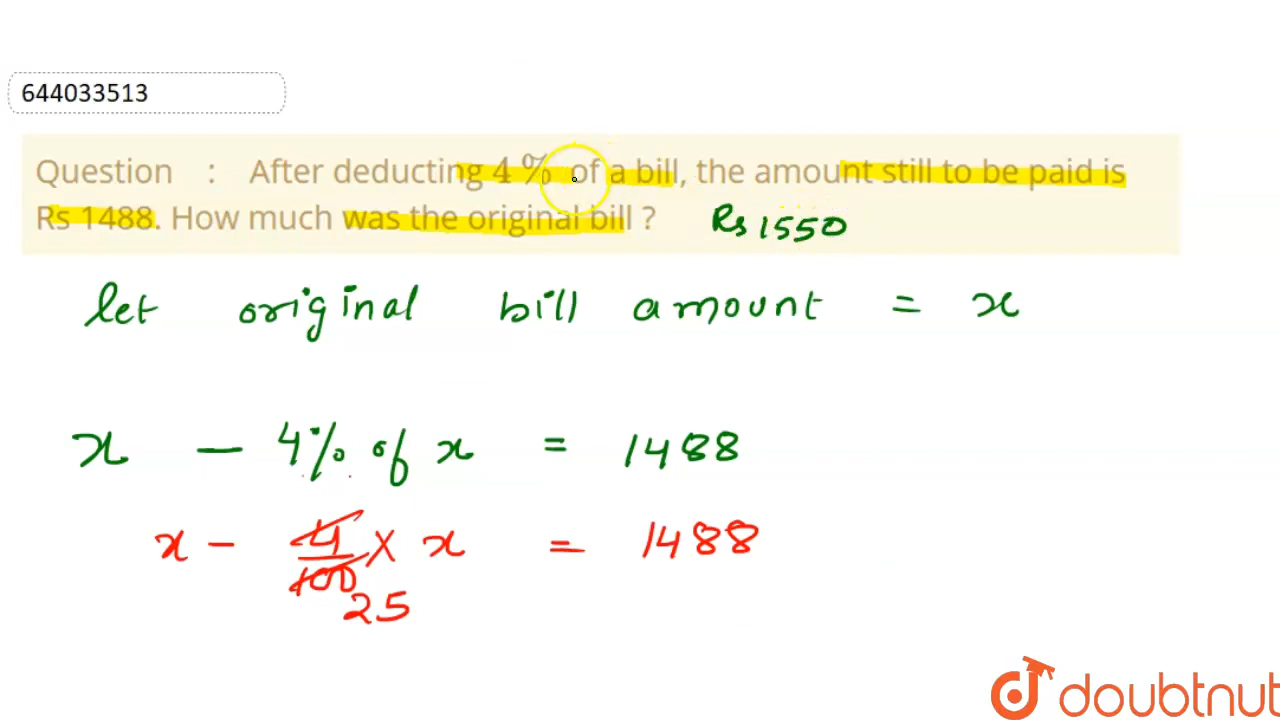 644033513
Question : After deducting 4 % of a bill, the amount still to be paid is
Rs 1488. How much was the original bill ? Rs 1550
let original bill amount = x
x - 4% of x = 1488
x - 4/100 × x = 1488
25
doubtnut